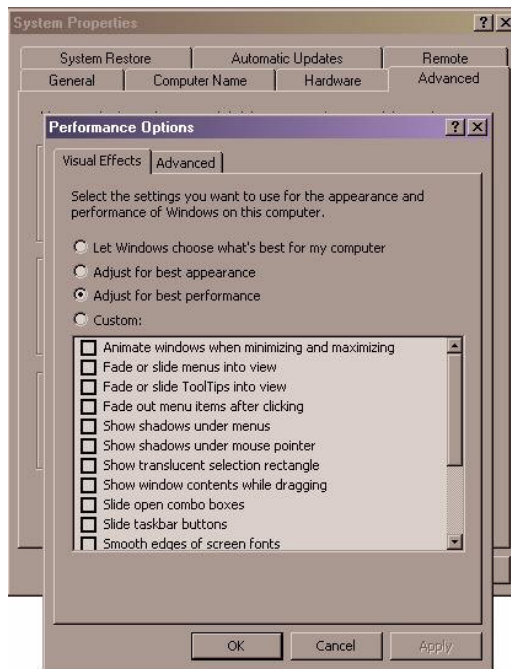 System Properties
System Restore
Automatic Updates
Remote
General
Computer Name
Hardware
Advanced
Performance Options
Visual Effects
Advanced
Select the settings you want to use for the appearance and
performance of Windows on this computer.
Let Windows choose what's best for my computer
Adjust for best appearance
Adjust for best performance
Custom:
Animate windows when minimizing and maximizing
Fade or slide menus into view
Fade or slide ToolTips into view
Fade out menu items after clicking
Show shadows under menus
Show shadows under mouse pointer
Show translucent selection rectangle
Show window contents while dragging
Slide open combo boxes
Slide taskbar buttons
Smooth edges of screen fonts
OK
Cancel
Apply